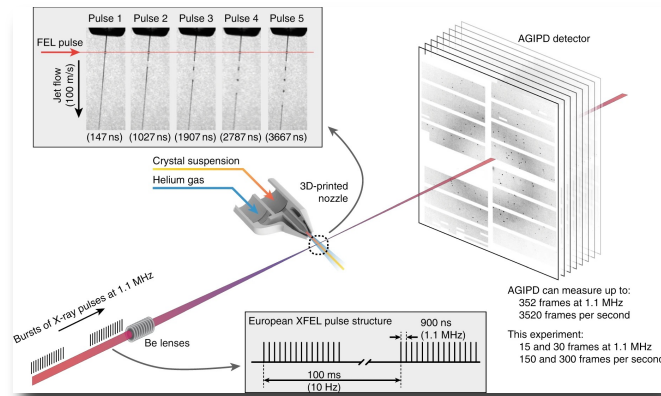 Pulse 1 Pulse 2 Pulse 3 Pulse 4 Pulse 5
FEL pulse
Jet flow
(100 m/s)
(147 ns) (1027 ns) (1907 ns) (2787 ns) (3667 ns)
AGIPD detector
Crystal suspension
Helium gas
3D-printed
nozzle
Bursts of X-ray pulses at 1.1 MHz
Be lenses
European XFEL pulse structure
900 ns
(1.1 MHz)
100 ms
(10 Hz)
AGIPD can measure up to:
352 frames at 1.1 MHz
3520 frames per second
This experiment:
15 and 30 frames at 1.1 MHz
150 and 300 frames per second